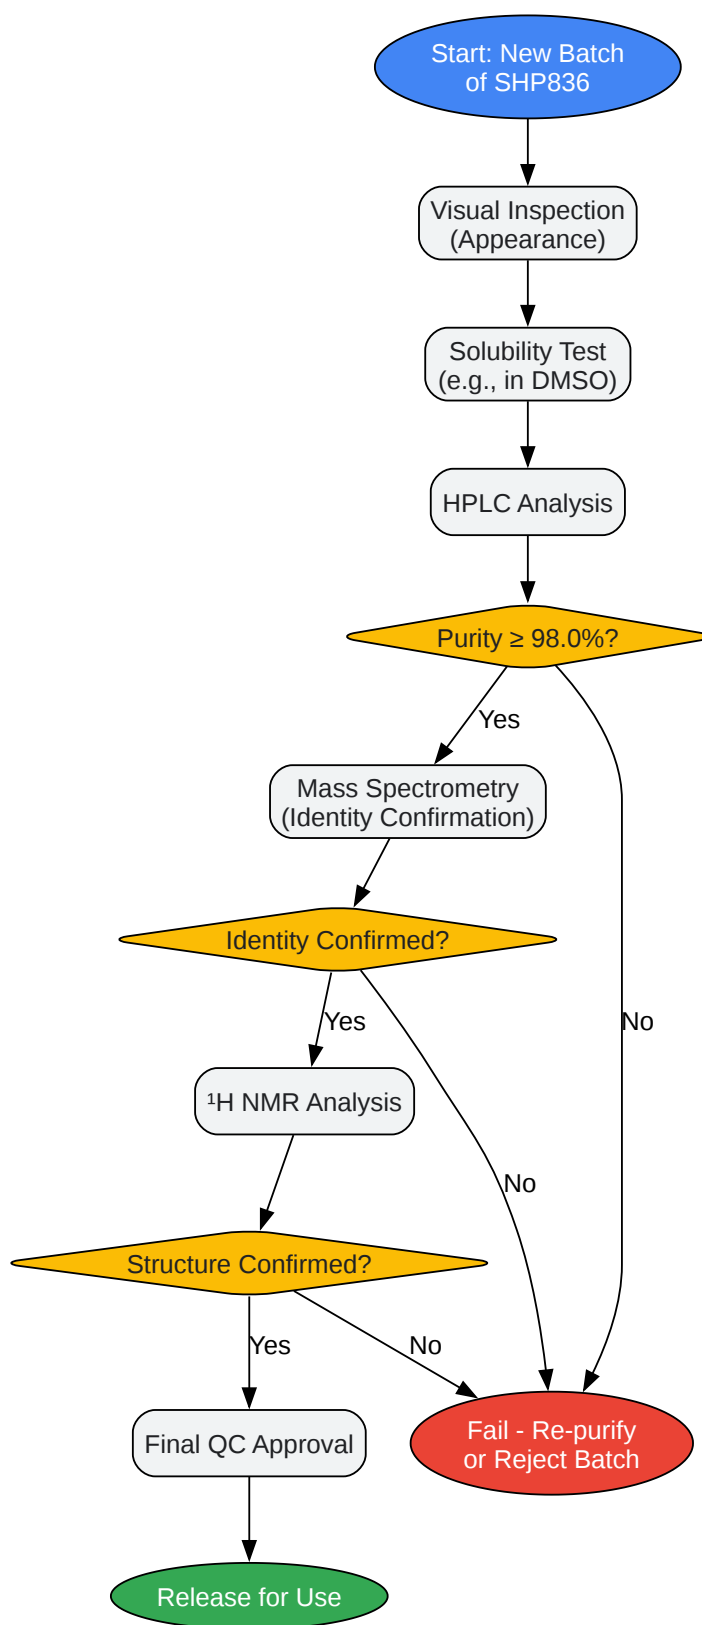 Start: New Batch
of SHP836
Visual Inspection
(Appearance)
Solubility Test
(e.g., in DMSO)
HPLC Analysis
Purity ≥ 98.0%?
Yes
Mass Spectrometry
(Identity Confirmation)
Identity Confirmed?
Yes
No
¹H NMR Analysis
No
Structure Confirmed?
Yes
No
Final QC Approval
Fail - Re-purify
or Reject Batch
Release for Use